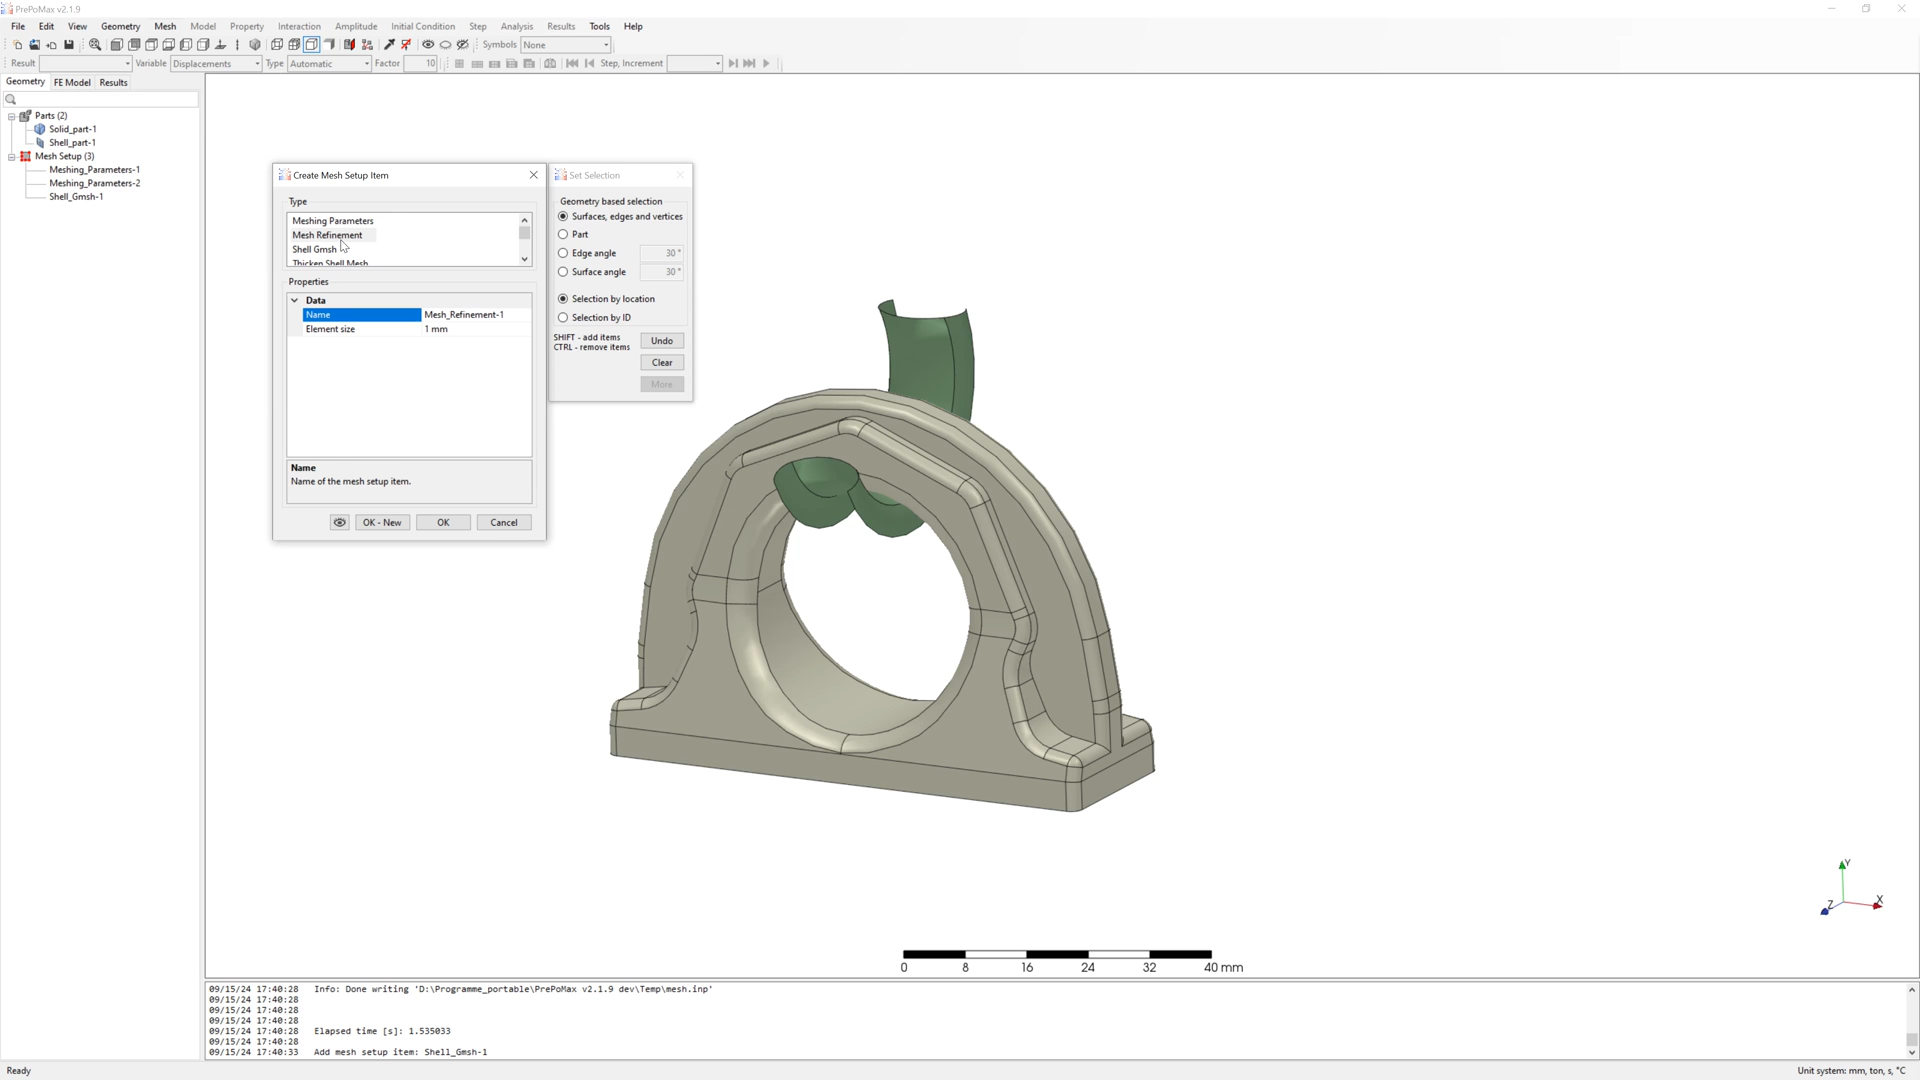 PrePoMax v2.1.9
File Edit View Geometry Mesh Model Property Interaction Amplitude Initial Condition Step Analysis Results Tools Help
Symbols None
Result Variable Displacements Type Automatic Factor 10 Step, Increment
Geometry FE Model Results
Parts (2)
Solid_part-1
Shell_part-1
Mesh Setup (3)
Meshing_Parameters-1
Meshing_Parameters-2
Shell_Gmsh-1
Create Mesh Setup Item
Type
Meshing Parameters
Mesh Refinement
Shell Gmsh
Thicken Shell Mesh
Properties
Data
Name Mesh_Refinement-1
Element size 1 mm
Name
Name of the mesh setup item.
OK - New OK Cancel
Set Selection
Geometry based selection
Surfaces, edges and vertices
Part
Edge angle 30 °
Surface angle 30 °
Selection by location
Selection by ID
SHIFT - add items
CTRL - remove items
Undo
Clear
More
Y
Z X
0 8 16 24 32 40 mm
09/15/24 17:40:28 Info: Done writing 'D:\Programme_portable\PrePoMax v2.1.9 dev\Temp\mesh.inp'
09/15/24 17:40:28
09/15/24 17:40:28
09/15/24 17:40:28
09/15/24 17:40:28 Elapsed time [s]: 1.535033
09/15/24 17:40:28
09/15/24 17:40:33 Add mesh setup item: Shell_Gmsh-1
Ready
Unit system: mm, ton, s, °C